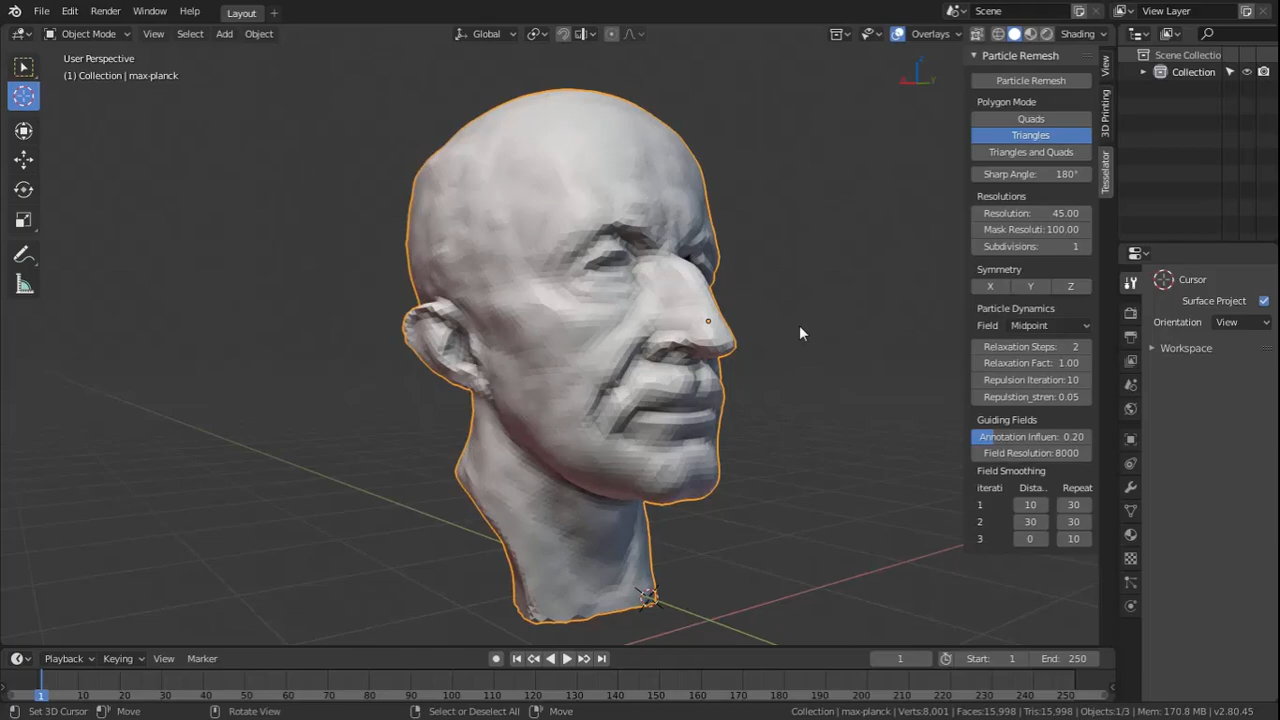 File Edit Render Window Help Layout + Scene View Layer
Object Mode View Select Add Object Global Overlays Shading
User Perspective
(1) Collection | max-planck
Z
X
Y
Particle Remesh
Particle Remesh
Polygon Mode
Quads
Triangles
Triangles and Quads
Sharp Angle: 180°
Resolutions
Resolution: 45.00
Mask Resoluti: 100.00
Subdivisions: 1
Symmetry
X Y Z
Particle Dynamics
Field Midpoint
Relaxation Steps: 2
Relaxation Fact: 1.00
Repulsion Iteration: 10
Repulstion_stren: 0.05
Guiding Fields
Annotation Influen: 0.20
Field Resolution: 8000
Field Smoothing
iterati Dista.. Repeat
1 10 30
2 30 30
3 0 10
View
3D Printing
Tesselator
Scene Collectio
Collection
Cursor
Surface Project
Orientation View
Workspace
Playback Keying View Marker 1 Start: 1 End: 250
1 10 20 30 40 50 60 70 80 90 100 110 120 130 140 150 160 170 180 190 200 210 220 230 240 250
Set 3D Cursor Move Rotate View Select or Deselect All Move Collection | max-planck | Verts:8,001 | Faces:15,998 | Tris:15,998 | Objects:1/3 | Mem: 170.8 MB | v2.80.45